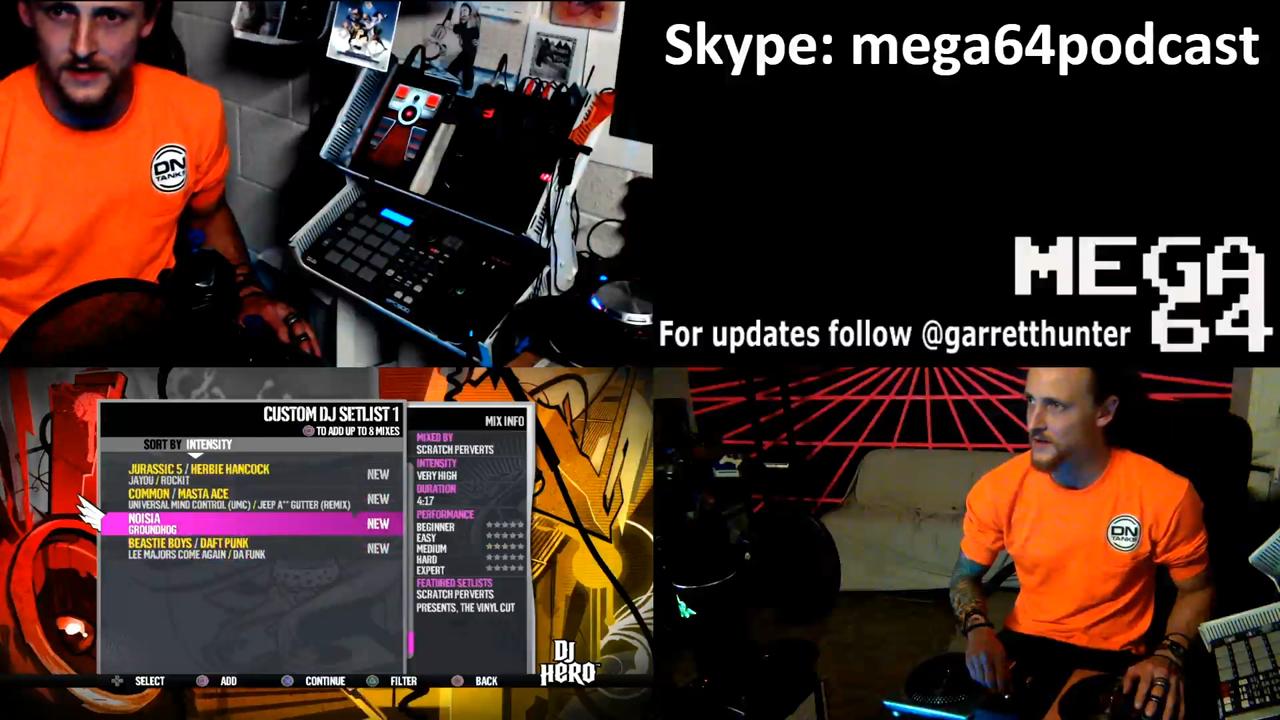 Skype: mega64podcast
DN
TANKS
MEGA
64
For updates follow @garretthunter
CUSTOM DJ SETLIST 1
TO ADD UP TO 8 MIXES
SORT BY INTENSITY
JURASSIC 5 / HERBIE HANCOCK
JAYOU / ROCKIT
NEW
COMMON / MASTA ACE
UNIVERSAL MIND CONTROL (UMC) / JEEP A** GUTTER (REMIX)
NEW
NOISIA
GROUNDHOG
NEW
BEASTIE BOYS / DAFT PUNK
LEE MAJORS COME AGAIN / DA FUNK
NEW
MIX INFO
MIXED BY
SCRATCH PERVERTS
INTENSITY
VERY HIGH
DURATION
4:17
PERFORMANCE
BEGINNER
EASY
MEDIUM
HARD
EXPERT
FEATURED SETLISTS
SCRATCH PERVERTS
PRESENTS, THE VINYL CUT
DJ
HERO
SELECT
ADD
CONTINUE
FILTER
BACK
DN
TANKS